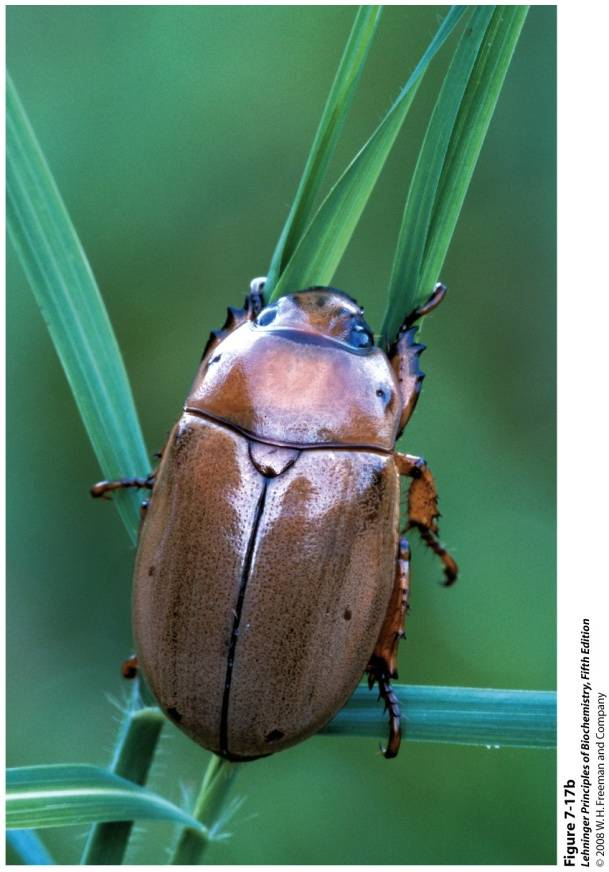 Figure 7-17b
Lehninger Principles of Biochemistry, Fifth Edition
© 2008 W. H. Freeman and Company